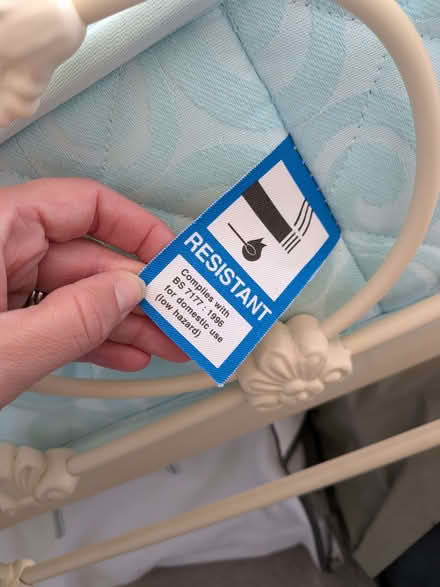 RESISTANT
Complies with
BS 7177 : 1996
for domestic use
(low hazard)